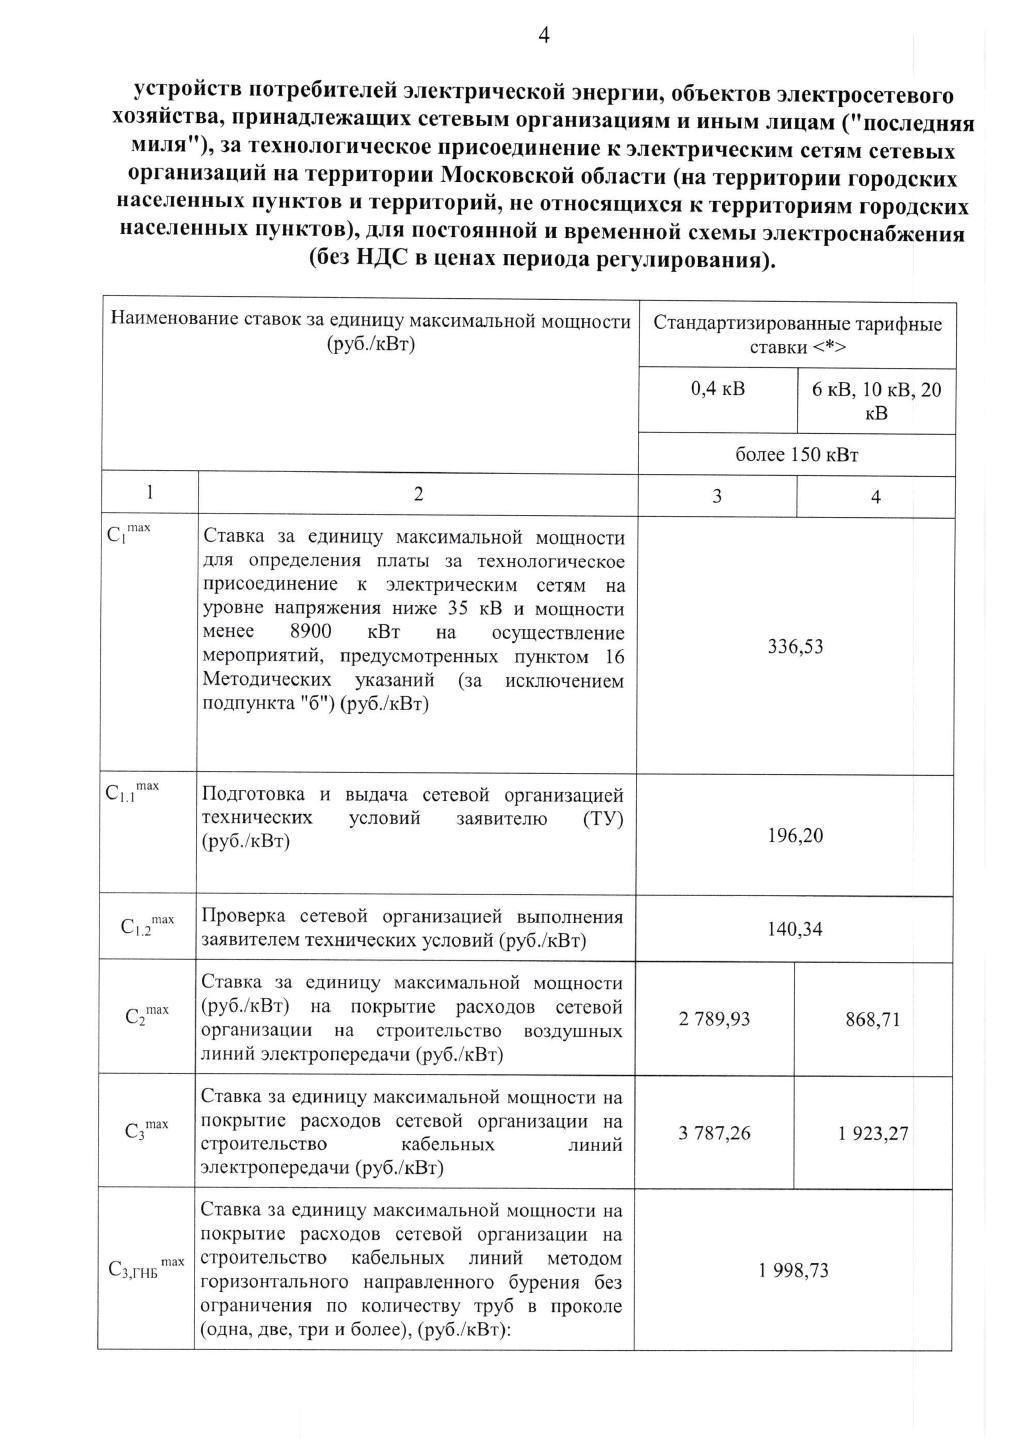 4
устройств потребителей электрической энергии, объектов электросетевого
хозяйства, принадлежащих сетевым организациям и иным лицам ("последняя
миля"), за технологическое присоединение к электрическим сетям сетевых
организаций на территории Московской области (на территории городских
населенных пунктов и территорий, не относящихся к территориям городских
населенных пунктов), для постоянной и временной схемы электроснабжения
(без НДС в ценах периода регулирования).
Наименование ставок за единицу максимальной мощности
(руб./кВт)
Стандартизированные тарифные
ставки <*>
0,4 кВ
6 кВ, 10 кВ, 20
кВ
более 150 кВт
1
2
3
4
C1max
Ставка за единицу максимальной мощности
для определения платы за технологическое
присоединение к электрическим сетям на
уровне напряжения ниже 35 кВ и мощности
менее 8900 кВт на осуществление
мероприятий, предусмотренных пунктом 16
Методических указаний (за исключением
подпункта "б") (руб./кВт)
336,53
C1.1max
Подготовка и выдача сетевой организацией
технических условий заявителю (ТУ)
(руб./кВт)
196,20
C1.2max
Проверка сетевой организацией выполнения
заявителем технических условий (руб./кВт)
140,34
C2max
Ставка за единицу максимальной мощности
(руб./кВт) на покрытие расходов сетевой
организации на строительство воздушных
линий электропередачи (руб./кВт)
2 789,93
868,71
C3max
Ставка за единицу максимальной мощности на
покрытие расходов сетевой организации на
строительство кабельных линий
электропередачи (руб./кВт)
3 787,26
1 923,27
C3,ГНБmax
Ставка за единицу максимальной мощности на
покрытие расходов сетевой организации на
строительство кабельных линий методом
горизонтального направленного бурения без
ограничения по количеству труб в проколе
(одна, две, три и более), (руб./кВт):
1 998,73